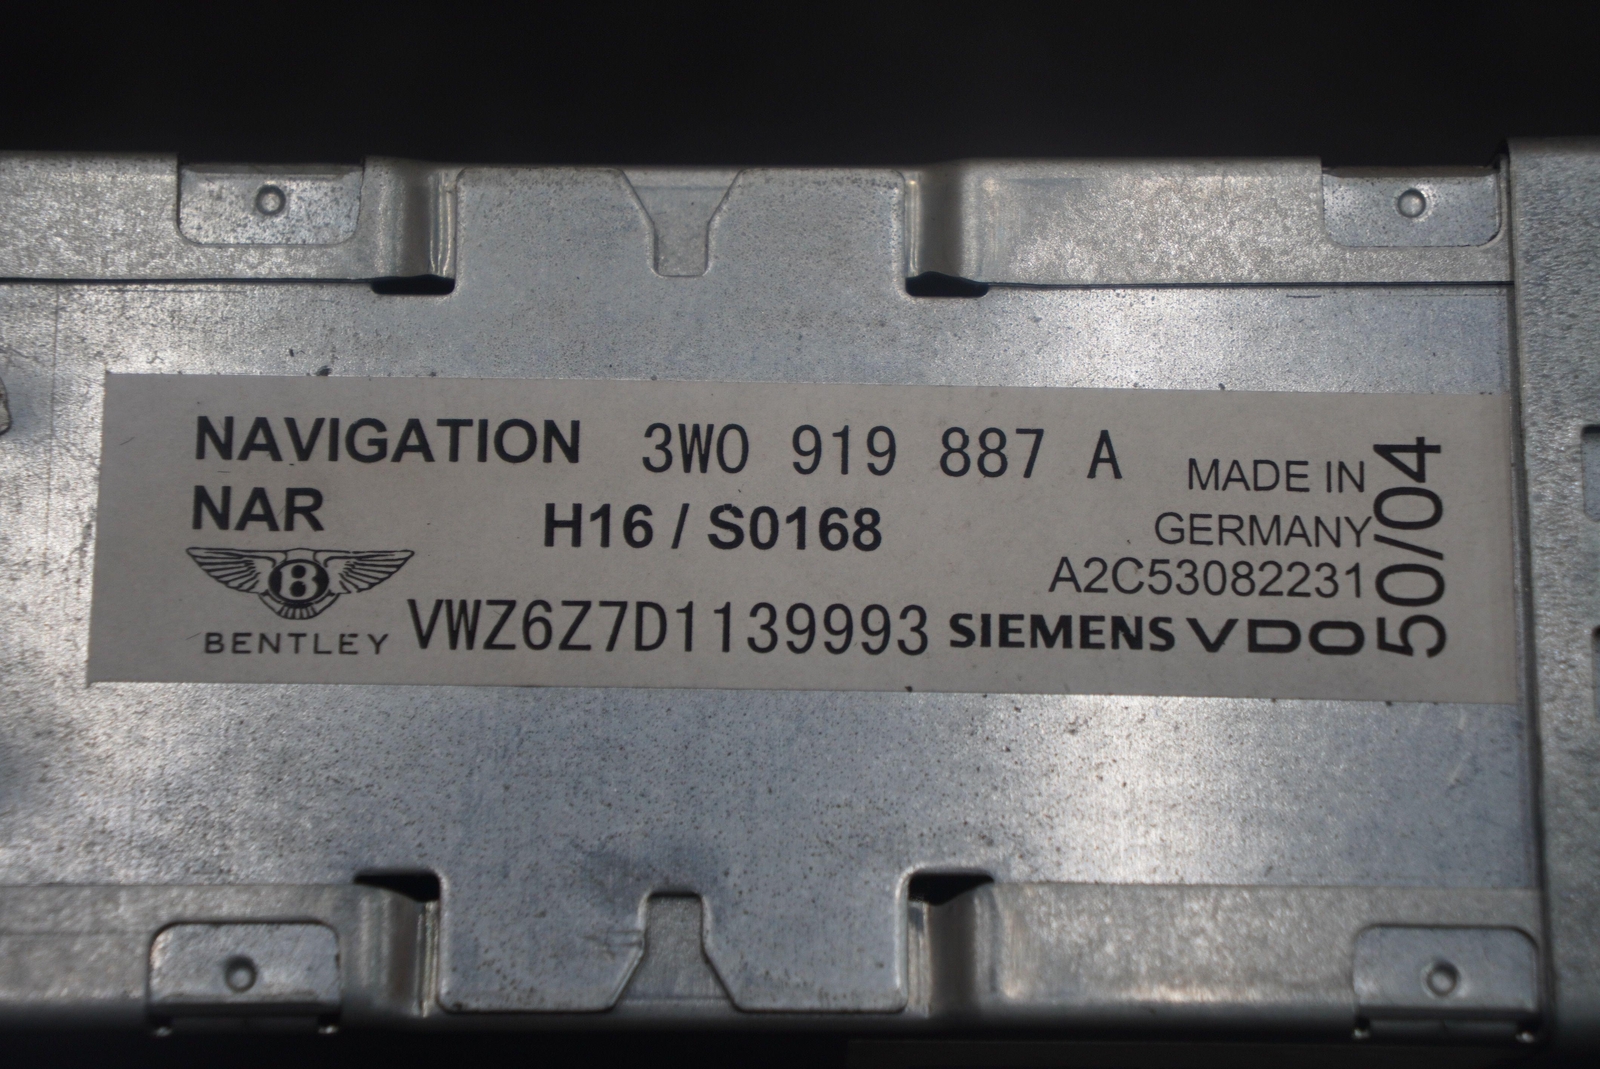 NAVIGATION 3W0 919 887 A
NAR
H16 / S0168
MADE IN
GERMANY
A2C53082231
50/04
B
BENTLEY
VWZ6Z7D1139993
SIEMENS VDO